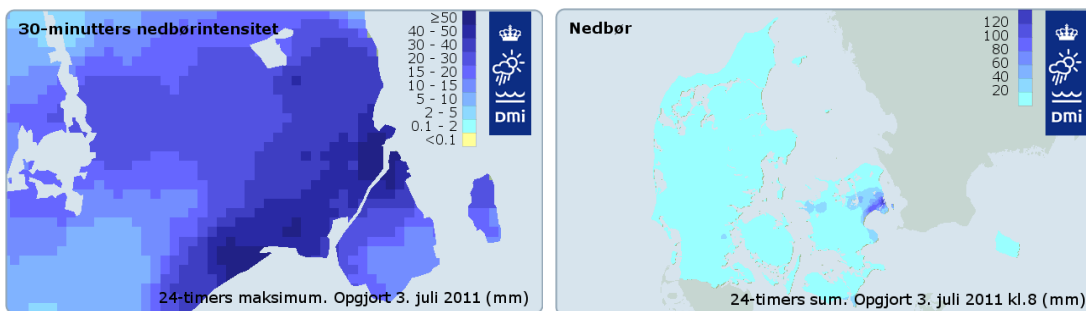 30-minutters nedbørintensitet
≥50
40 - 50
30 - 40
20 - 30
15 - 20
10 - 15
5 - 10
2 - 5
0.1 - 2
<0.1
DMI
24-timers maksimum. Opgjort 3. juli 2011 (mm)
Nedbør
120
100
80
60
40
20
DMI
24-timers sum. Opgjort 3. juli 2011 kl.8 (mm)